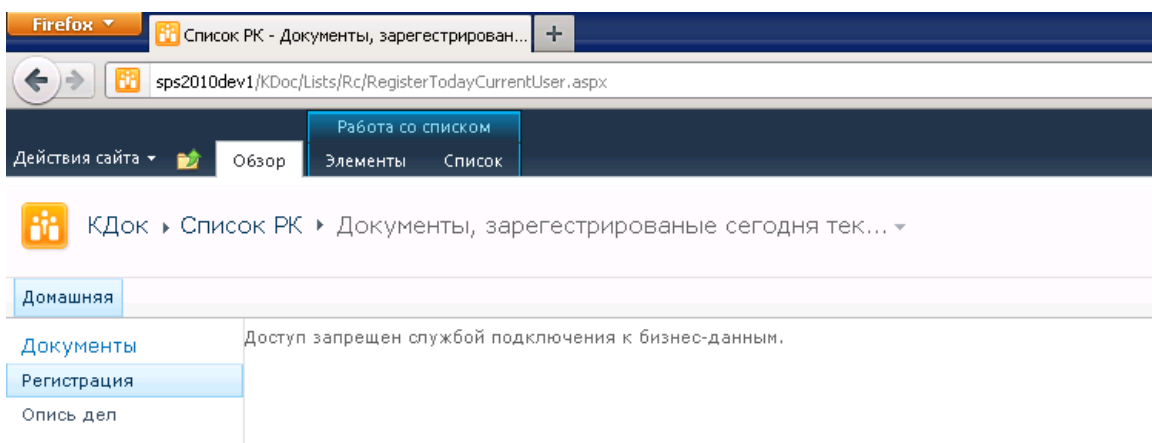 Firefox
Список РК - Документы, зарегестрирован...
sps2010dev1/KDoc/Lists/Rc/RegisterTodayCurrentUser.aspx
Работа со списком
Действия сайта Обзор Элементы Список
КДок Список РК Документы, зарегестрированые сегодня тек...
Домашняя
Документы
Доступ запрещен службой подключения к бизнес-данным.
Регистрация
Опись дел